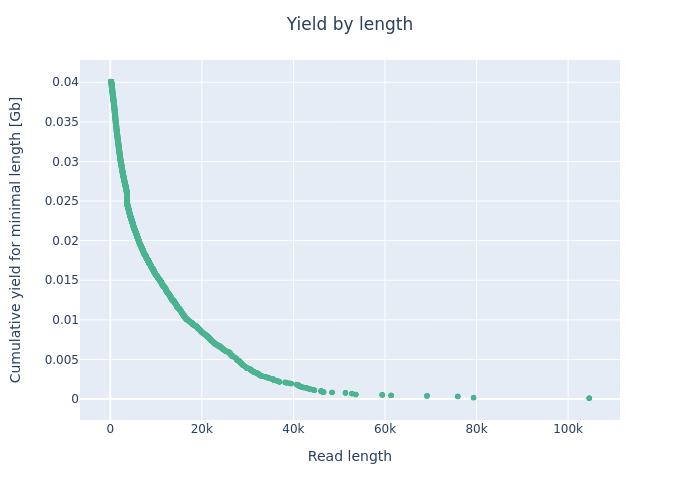 Yield by length
Cumulative yield for minimal length [Gb]
0.04
0.035
0.03
0.025
0.02
0.015
0.01
0.005
0
0 20k 40k 60k 80k 100k
Read length